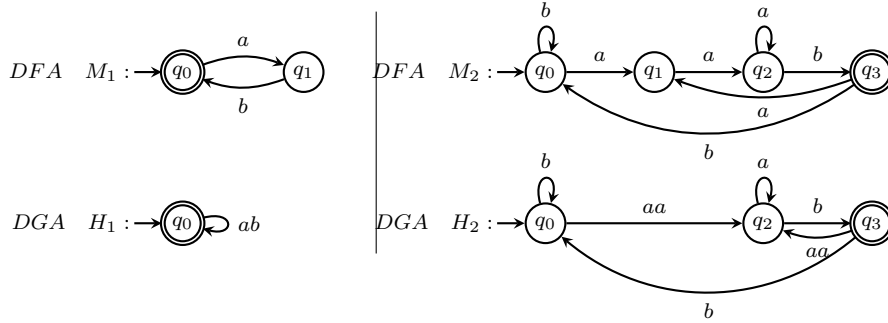 b a
a
DFA M₁ : q₀ q₁ DFA M₂ : q₀ a q₁ a q₂ b q₃
b
a
b
b a
DGA H₁ : q₀ ab DGA H₂ : q₀ aa q₂ b q₃
aa
b